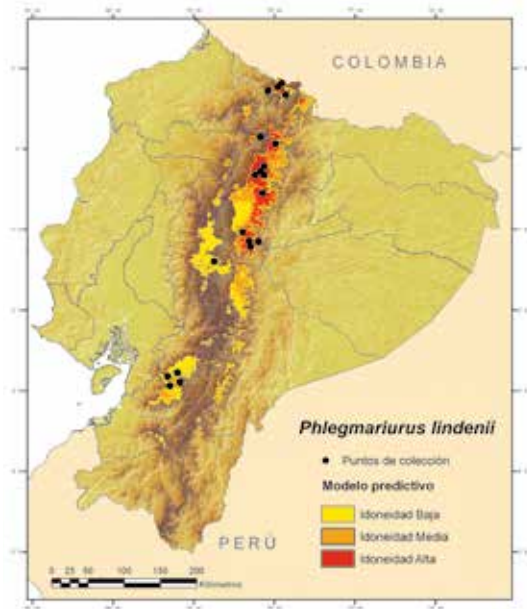 COLOMBIA
Phlegmariurus lindenii
Puntos de colección
Modelo predictivo
Idoneidad Baja
Idoneidad Media
Idoneidad Alta
PERÚ
0 25 50 100 150 200
Kilometros